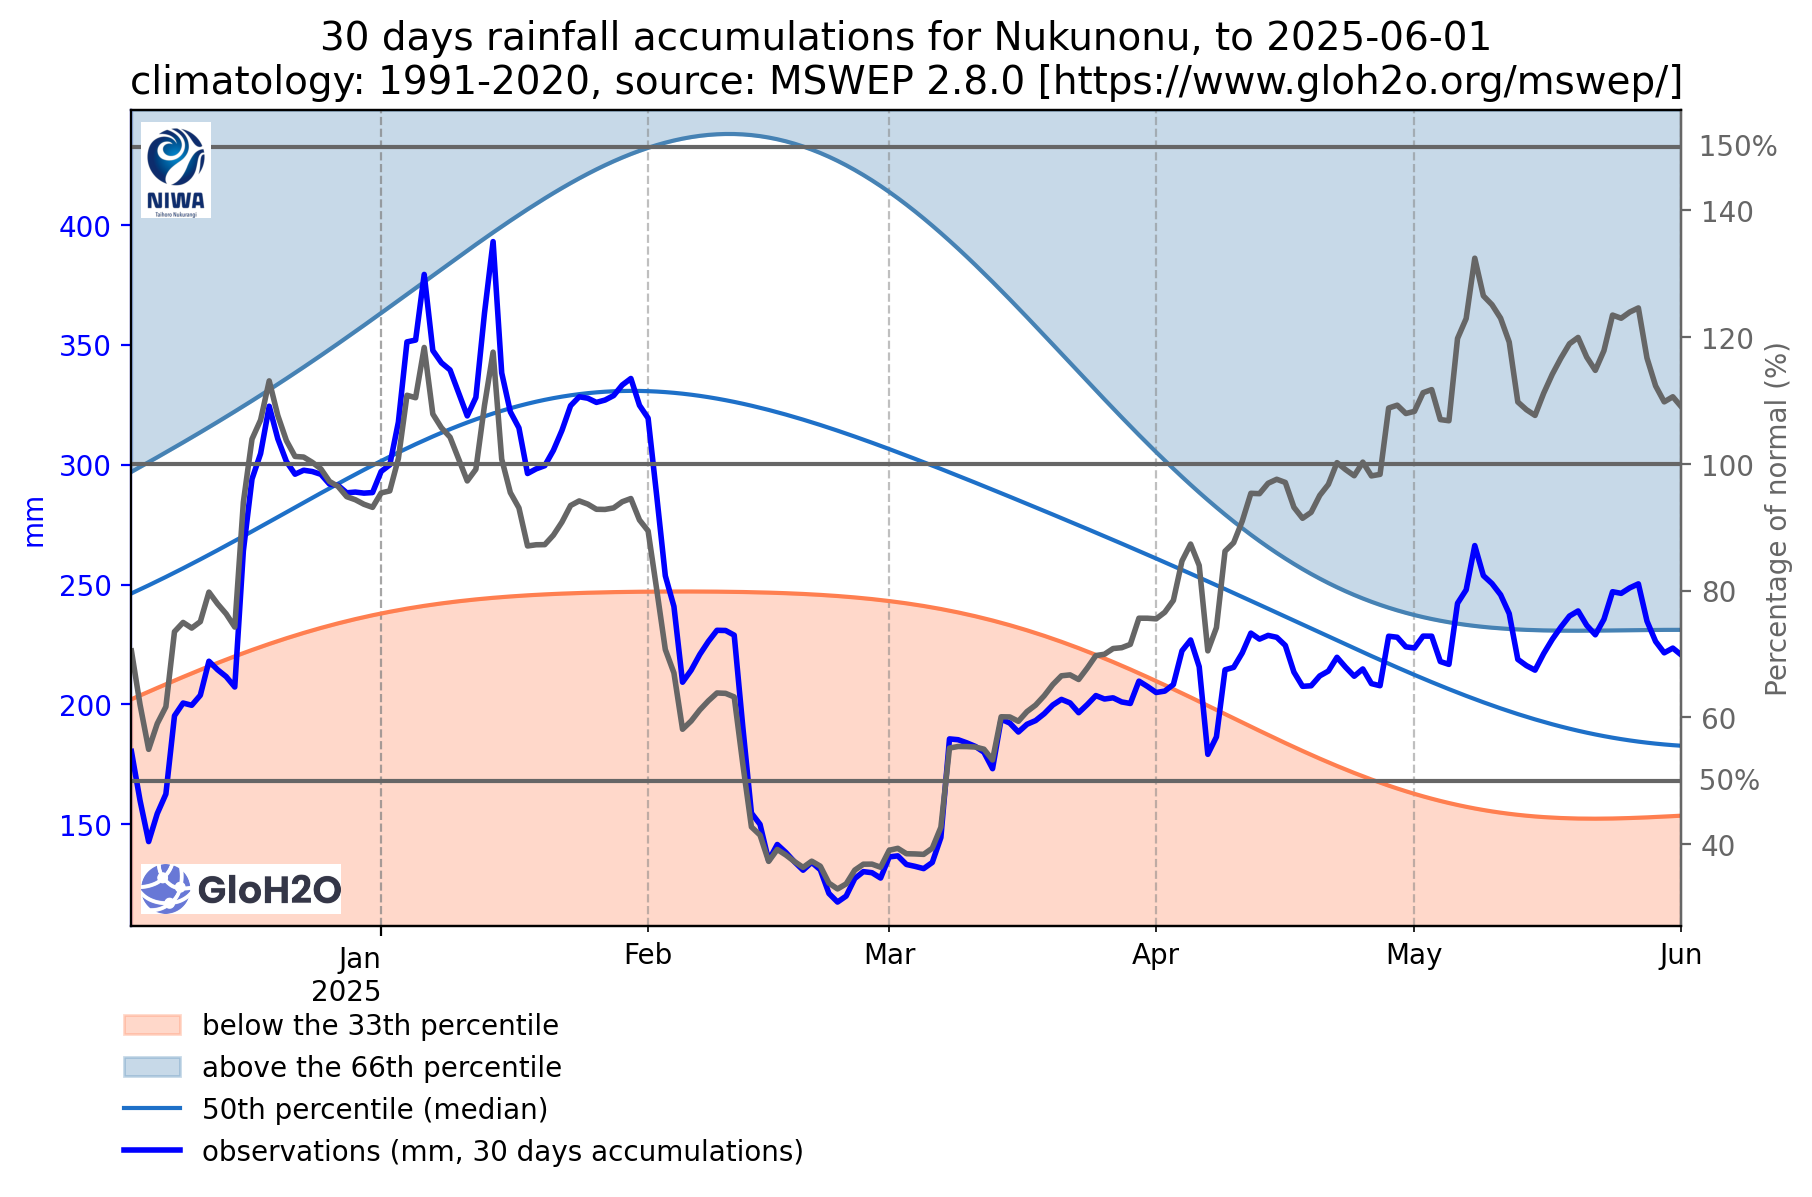 30 days rainfall accumulations for Nukunonu, to 2025-06-01
climatology: 1991-2020, source: MSWEP 2.8.0 [https://www.gloh2o.org/mswep/]
NIWA
Taihoro Nukurangi
400
350
300
250
200
150
mm
150%
140
120
100
80
60
50%
40
Percentage of normal (%)
GloH2O
Jan
2025
Feb
Mar
Apr
May
Jun
below the 33th percentile
above the 66th percentile
50th percentile (median)
observations (mm, 30 days accumulations)